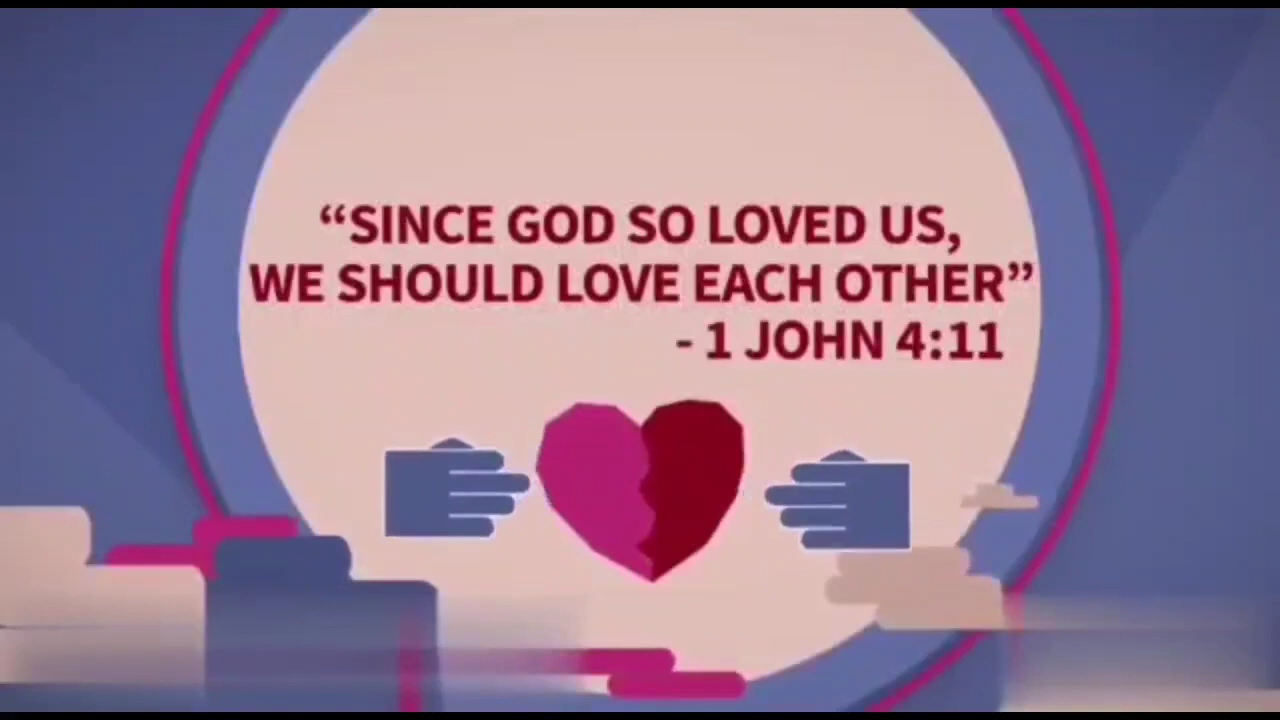 “SINCE GOD SO LOVED US,
WE SHOULD LOVE EACH OTHER”
- 1 JOHN 4:11